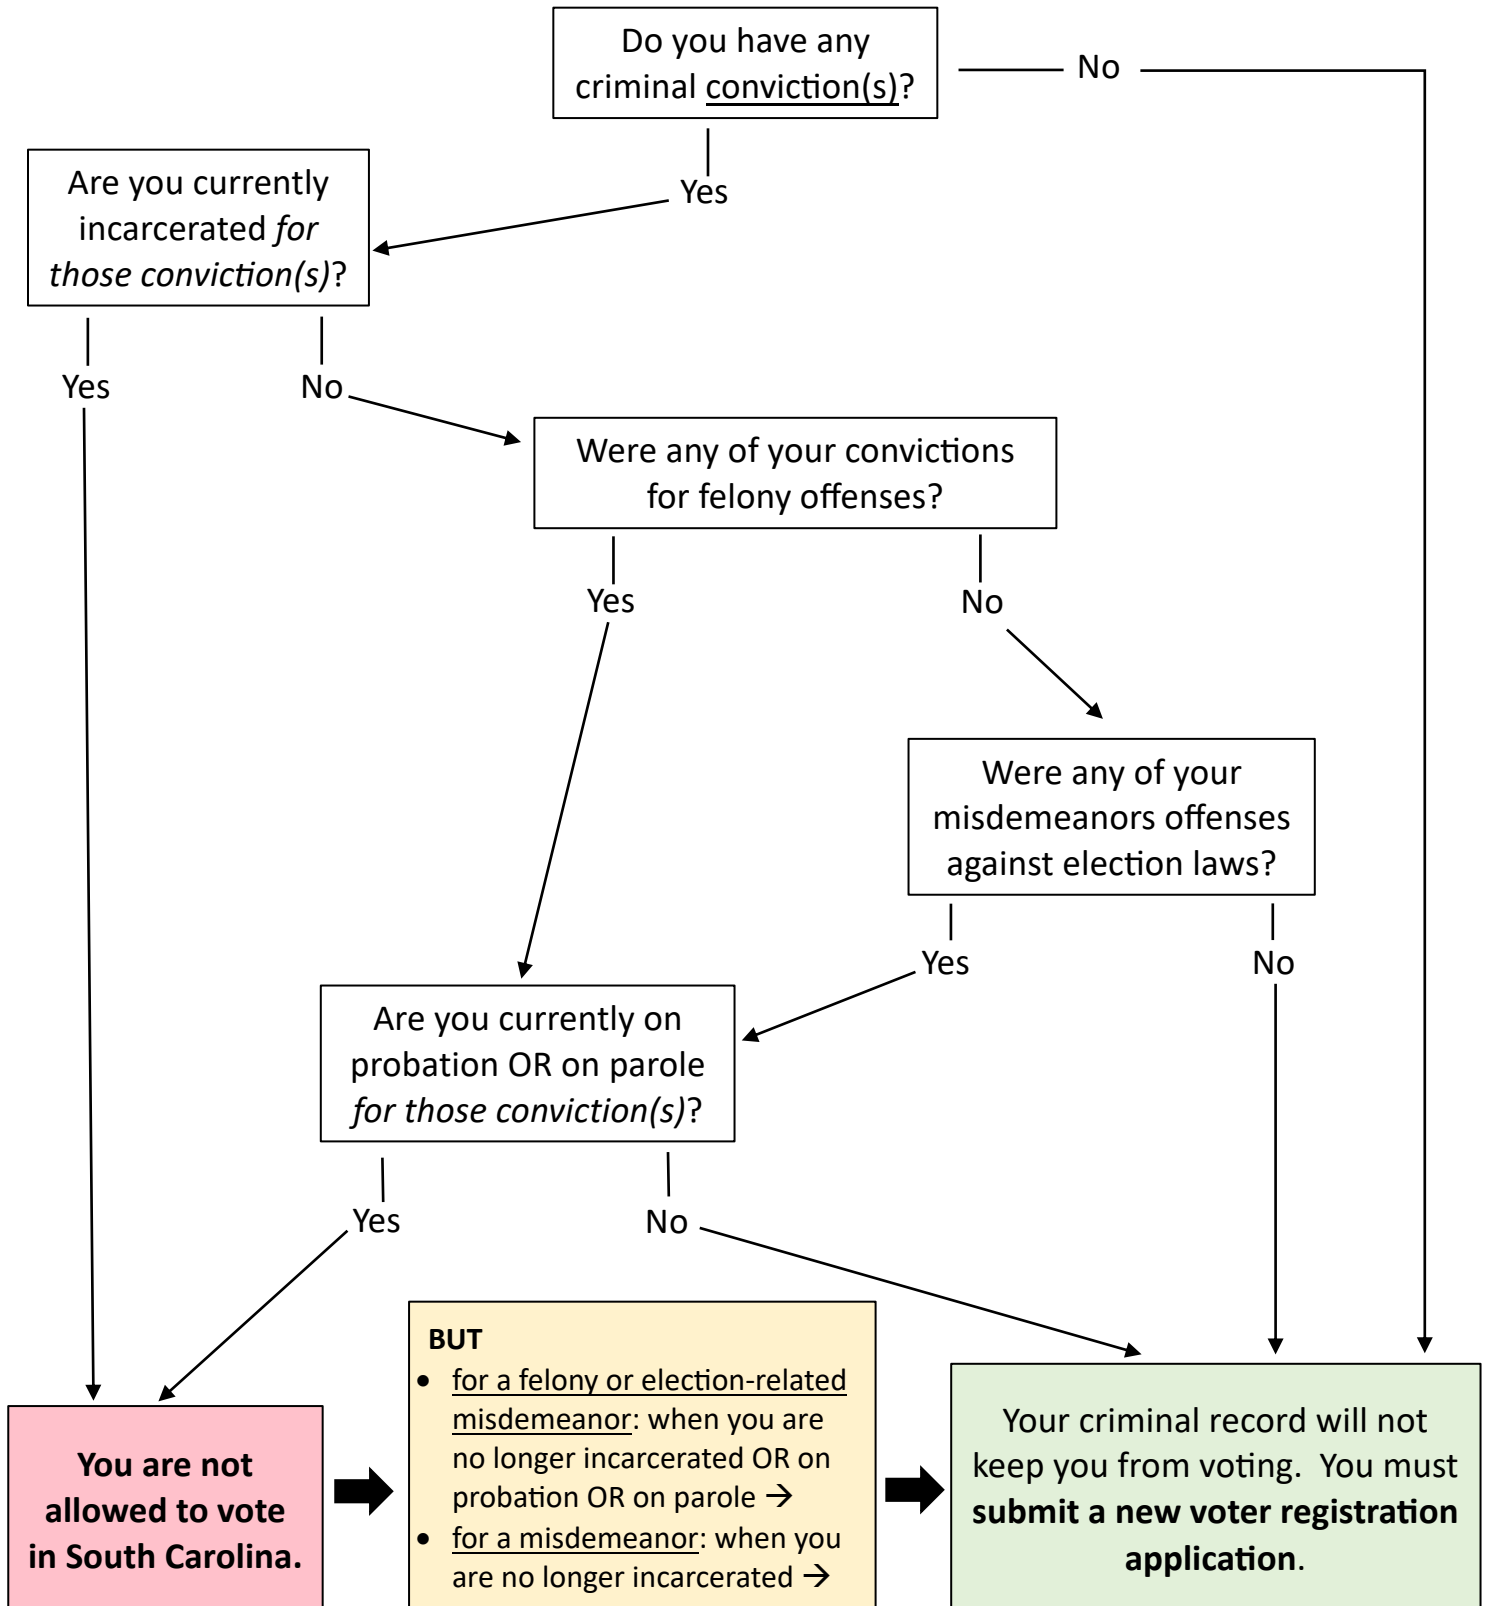 Do you have any
criminal conviction(s)?
No
Yes
Are you currently
incarcerated for
those conviction(s)?
Yes
No
Were any of your convictions
for felony offenses?
Yes
No
Were any of your
misdemeanors offenses
against election laws?
Yes
No
Are you currently on
probation OR on parole
for those conviction(s)?
Yes
No
You are not
allowed to vote
in South Carolina.
BUT
• for a felony or election-related
misdemeanor: when you are
no longer incarcerated OR on
probation OR on parole →
• for a misdemeanor: when you
are no longer incarcerated →
Your criminal record will not
keep you from voting. You must
submit a new voter registration
application.